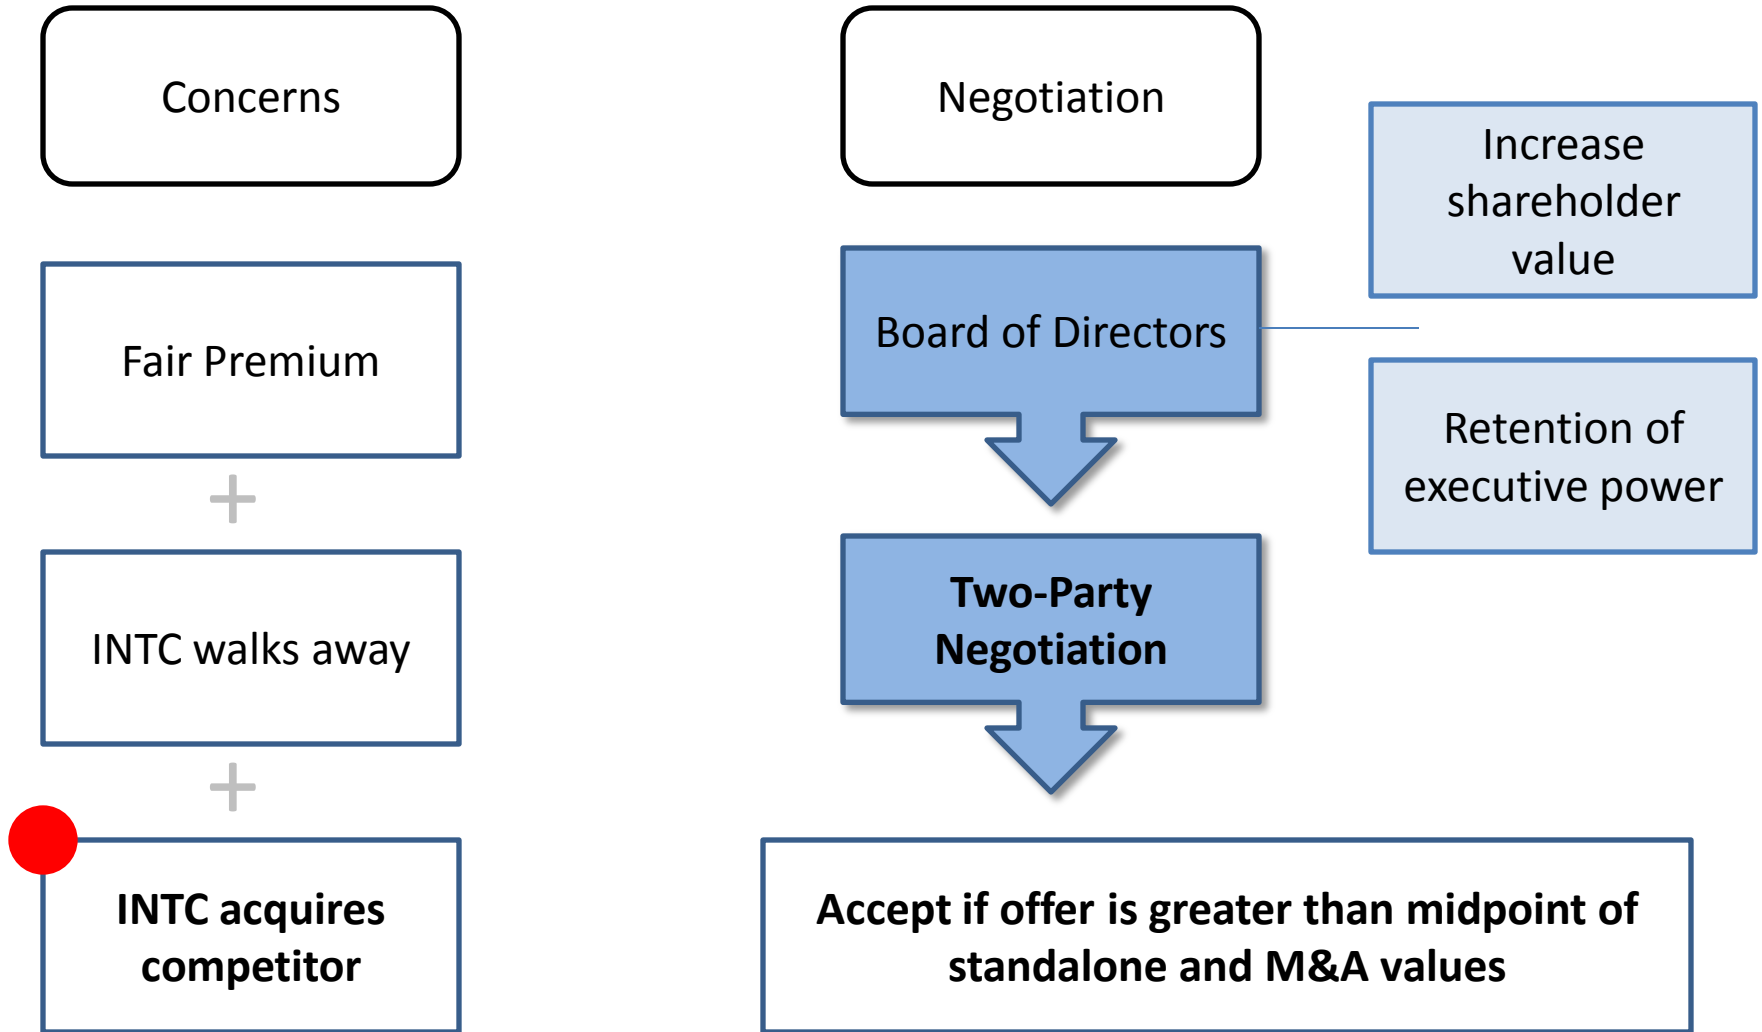 Concerns
Fair Premium
+
INTC walks away
+
INTC acquires
competitor
Negotiation
Board of Directors
Two-Party
Negotiation
Accept if offer is greater than midpoint of
standalone and M&A values
Increase
shareholder
value
Retention of
executive power